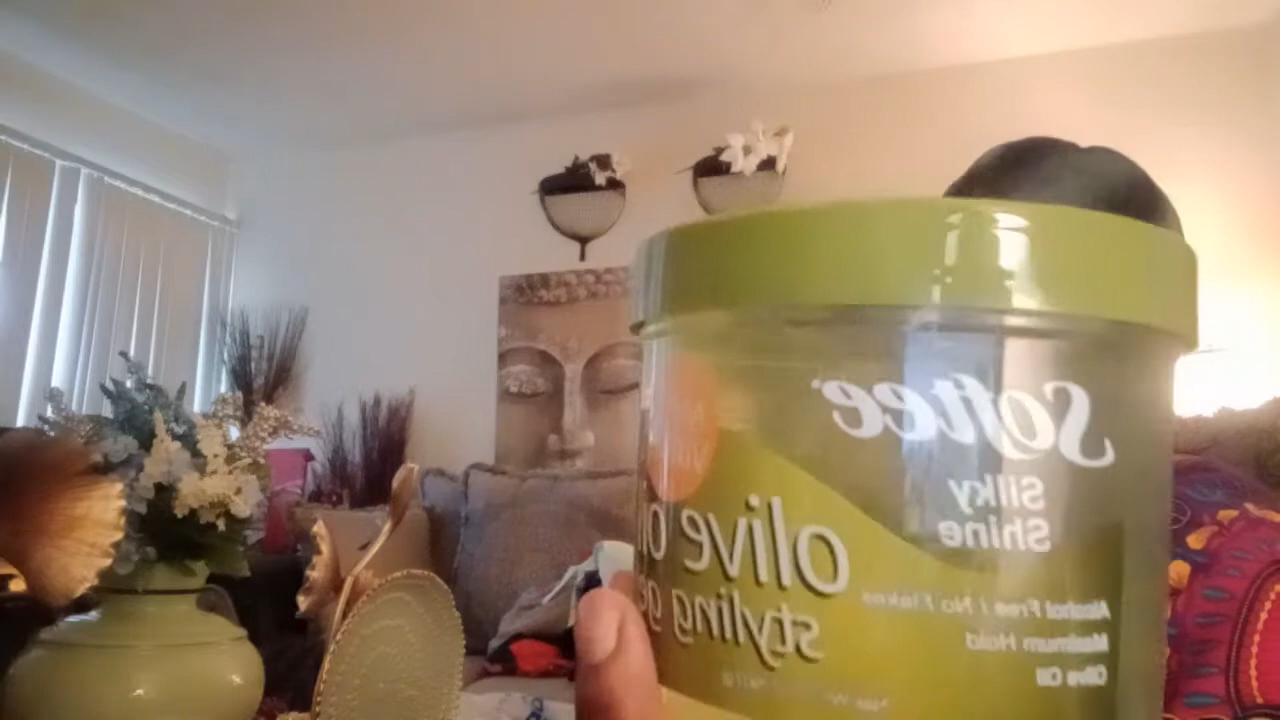 Softee
Silky
Shine
olive
styling
Alcohol Free / No Flakes
Maximum Hold
Olive Oil